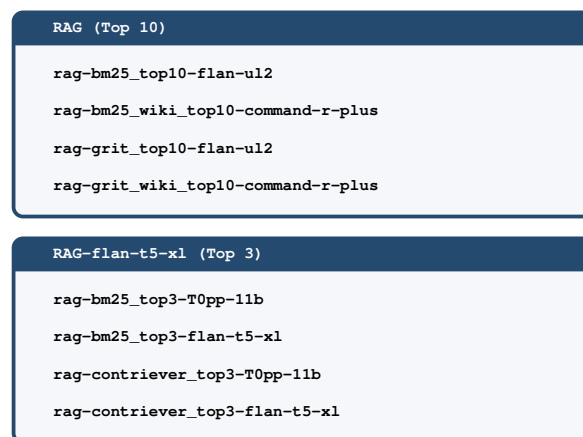 RAG (Top 10)
rag-bm25_top10-flan-ul2
rag-bm25_wiki_top10-command-r-plus
rag-grit_top10-flan-ul2
rag-grit_wiki_top10-command-r-plus
RAG-flan-t5-xl (Top 3)
rag-bm25_top3-T0pp-11b
rag-bm25_top3-flan-t5-xl
rag-contriever_top3-T0pp-11b
rag-contriever_top3-flan-t5-xl